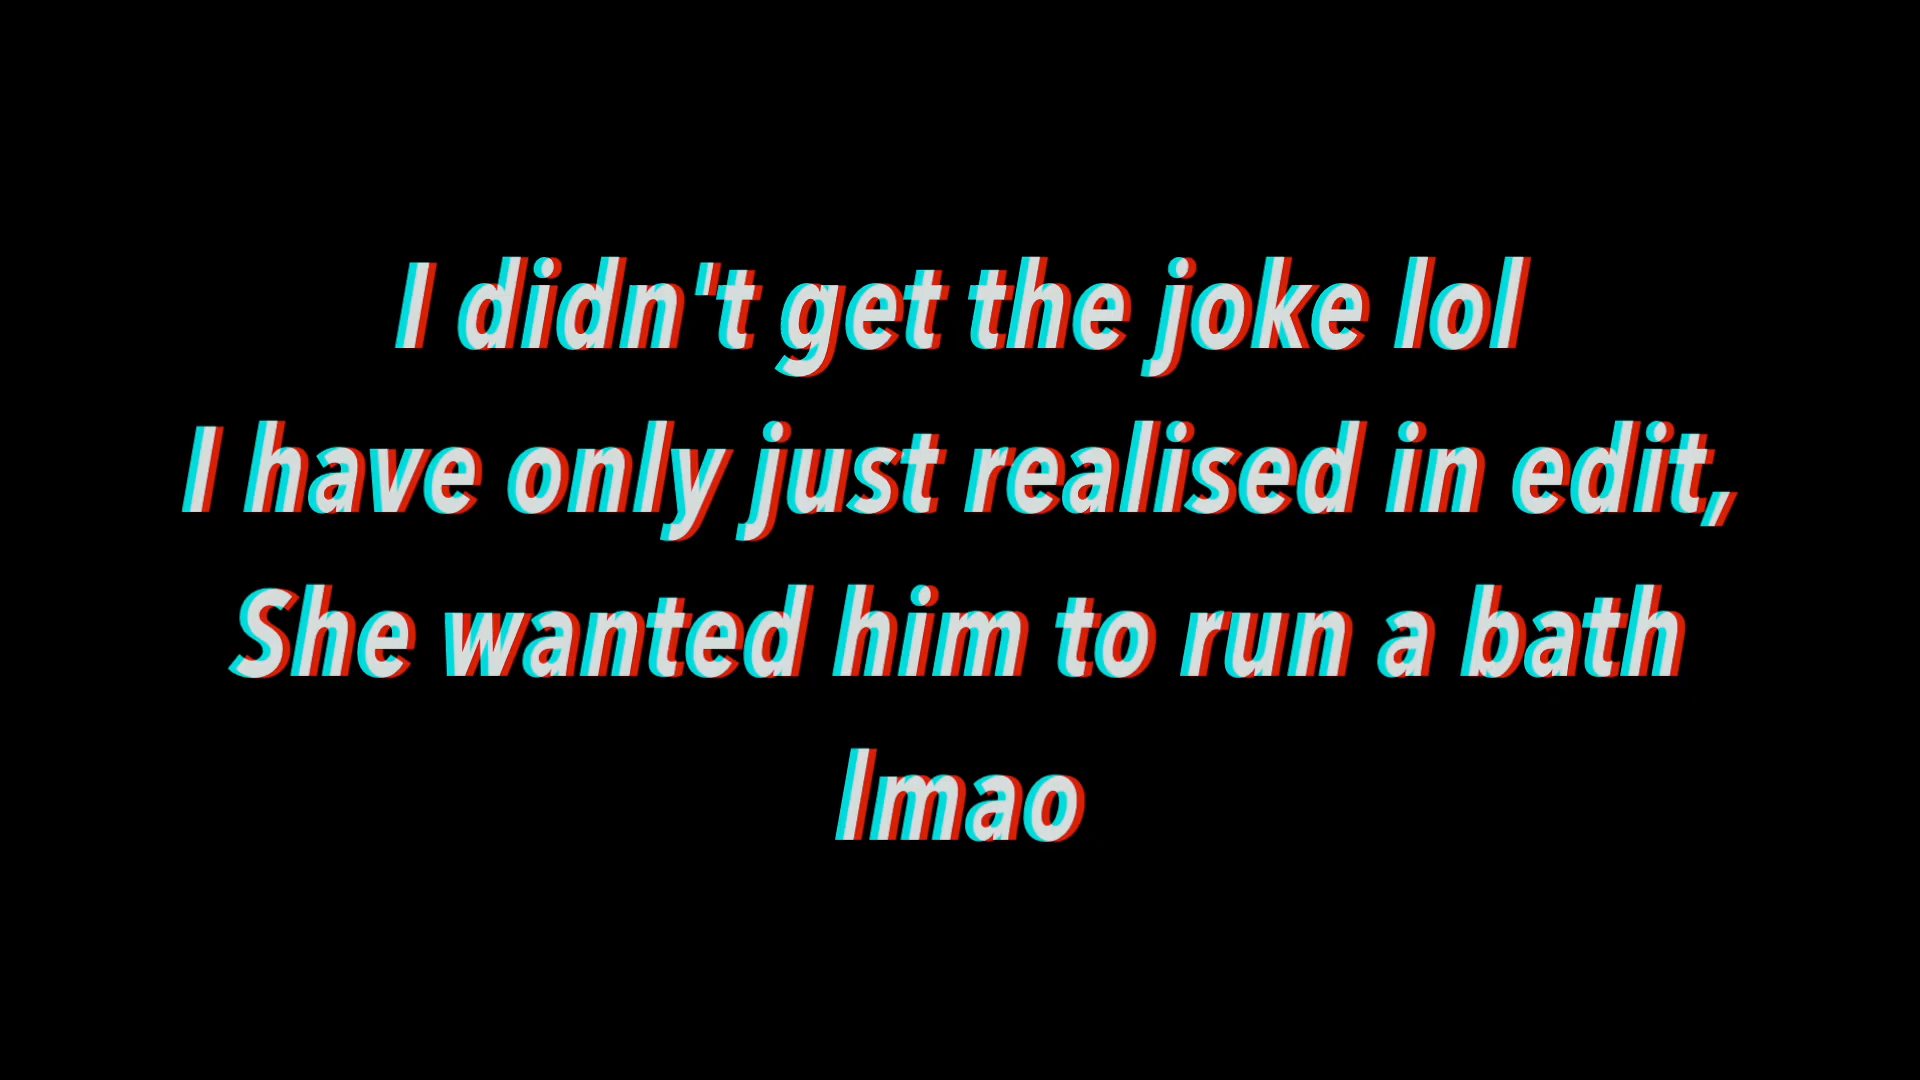 I didn't get the joke lol
I have only just realised in edit,
She wanted him to run a bath
lmao